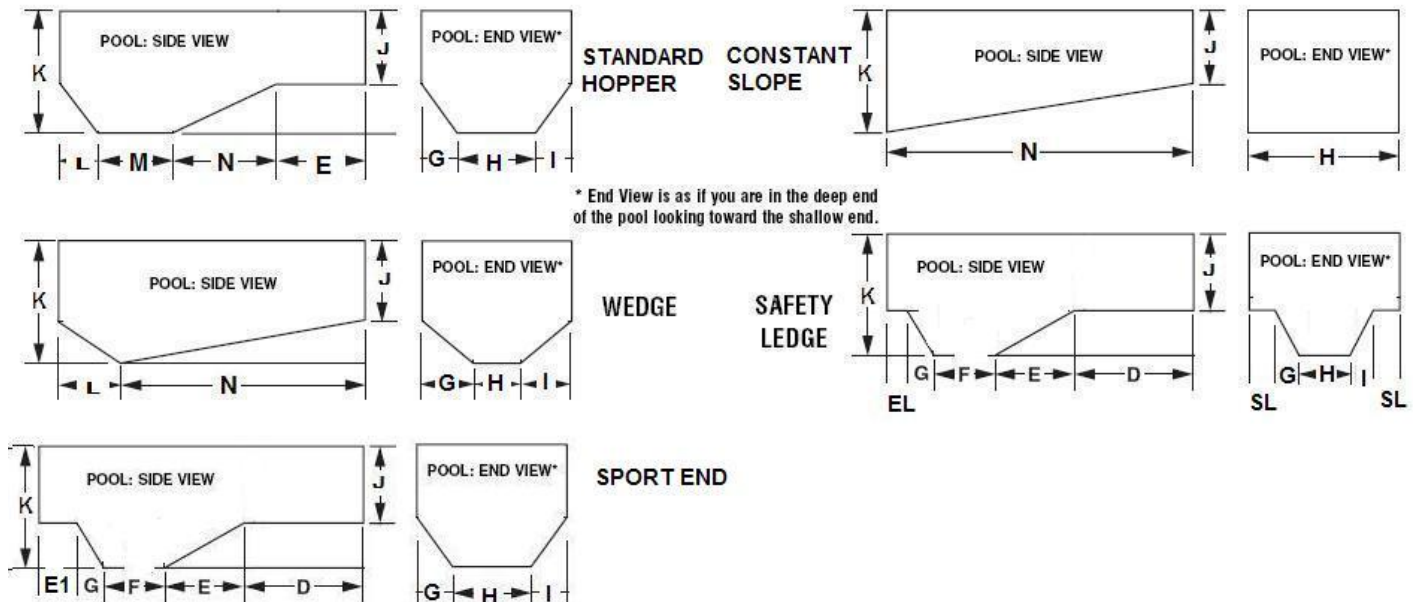 POOL: SIDE VIEW
K
J
L M N E
POOL: END VIEW*
G H I
STANDARD
HOPPER
CONSTANT
SLOPE
POOL: SIDE VIEW
K
J
N
POOL: END VIEW*
H
* End View is as if you are in the deep end
of the pool looking toward the shallow end.
POOL: SIDE VIEW
K
J
L N
POOL: END VIEW*
G H I
WEDGE
SAFETY
LEDGE
POOL: SIDE VIEW
K
J
G F E D
EL
POOL: END VIEW*
G H I
SL SL
POOL: SIDE VIEW
K
J
E1 G F E D
POOL: END VIEW*
G H I
SPORT END